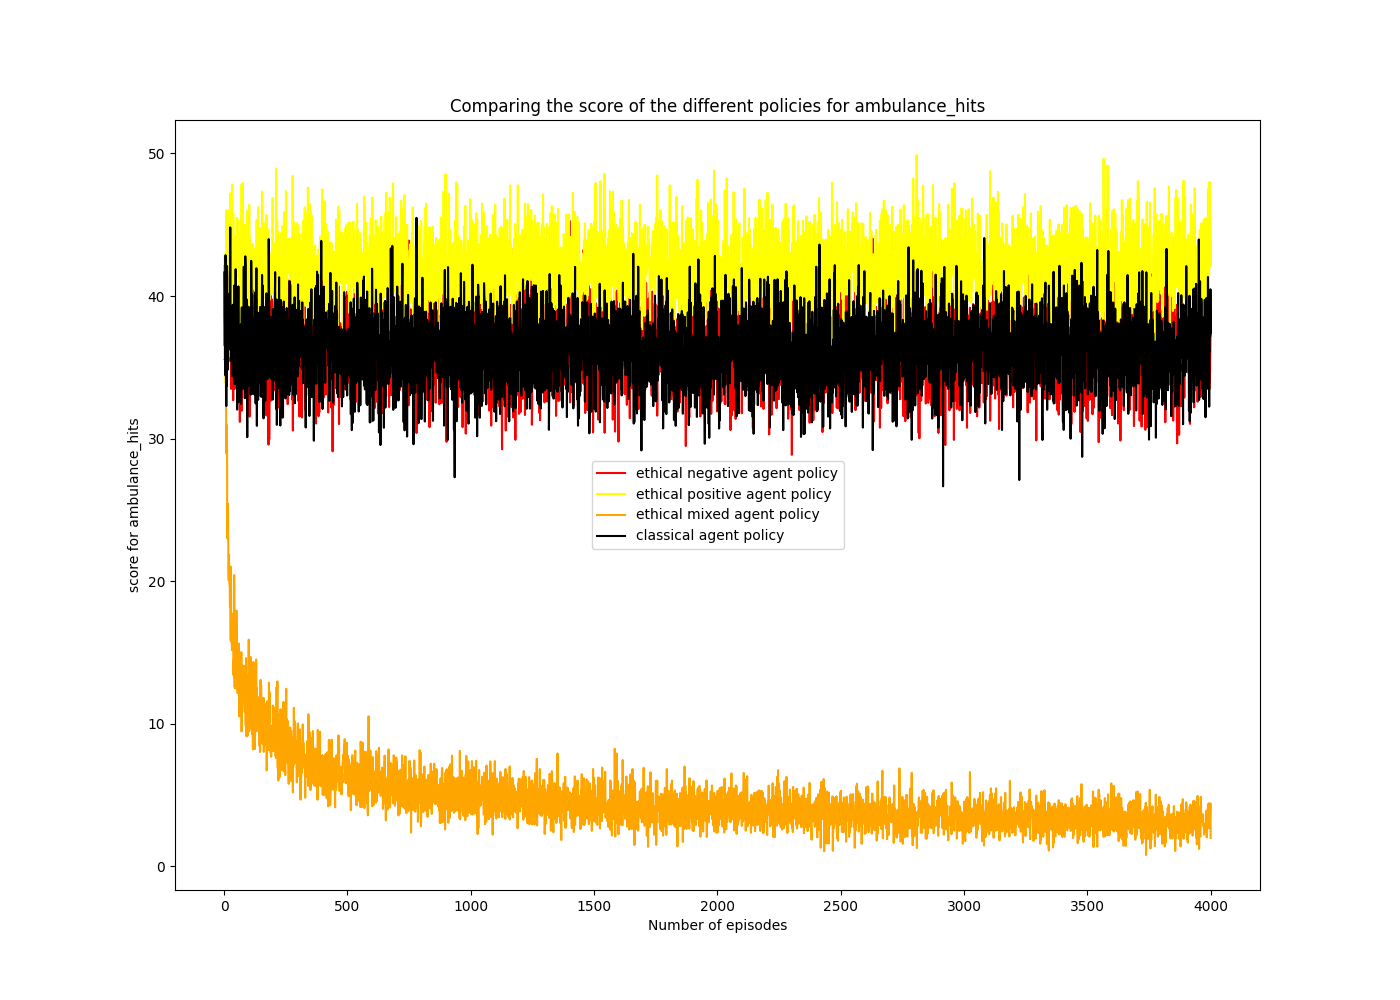 Comparing the score of the different policies for ambulance_hits
50
40
30
20
10
0
score for ambulance_hits
ethical negative agent policy
ethical positive agent policy
ethical mixed agent policy
classical agent policy
0 500 1000 1500 2000 2500 3000 3500 4000
Number of episodes